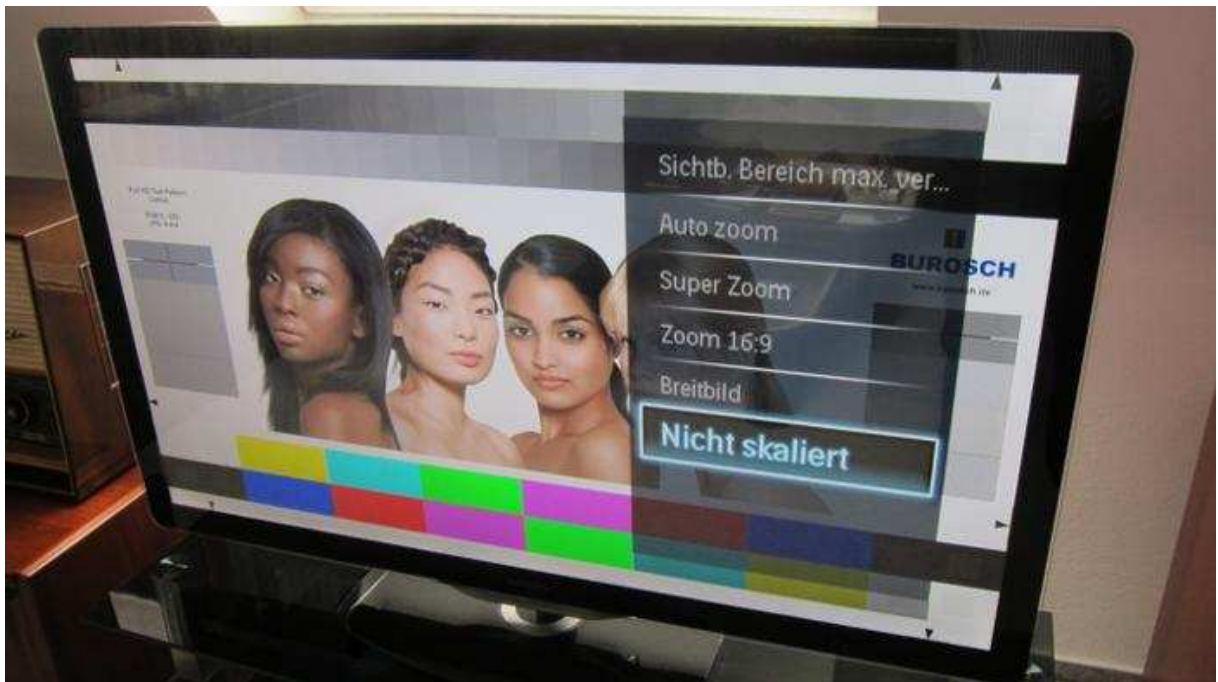 Sichtb. Bereich max. ver...
Auto zoom
BUROSCH
Super Zoom
Zoom 16:9
Breitbild
Nicht skaliert